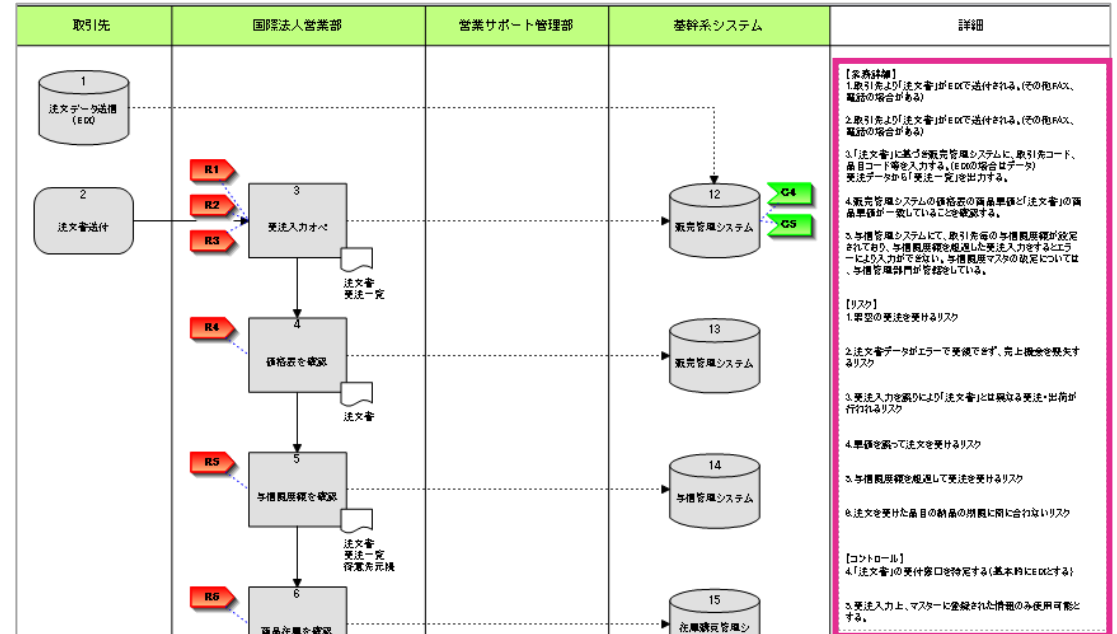 取引先
国際法人営業部
営業サポート管理部
基幹系システム
詳細
1
注文データ送信
(EDI)
2
注文書送付
R1
R2
R3
3
受注入力オペ
注文書
受注一覧
12
販売管理システム
C4
C5
R4
4
価格表を確認
注文書
13
販売管理システム
R5
5
与信限度額を確認
注文書
受注一覧
得意先元帳
14
与信管理システム
R6
6
商品在庫を確認
15
在庫購買管理シ
【業務詳細】
1.取引先より「注文書」がEDIで送付される。(その他FAX、
電話の場合がある)
2.取引先より「注文書」がEDIで送付される。(その他FAX、
電話の場合がある)
3.「注文書」に基づき販売管理システムに、取引先コード、
品目コード等を入力する。(EDIの場合はデータ)
受注データから「受注一覧」を出力する。
4.販売管理システムの価格表の商品単価と「注文書」の商
品単価が一致していることを確認する。
5.与信管理システムにて、取引先毎の与信限度額が設定
されており、与信限度額を超過した受注入力をするとエラ
ーにより入力ができない。与信限度マスタの改定については
、与信管理部門が管轄をしている。
【リスク】
1.架空の受注を受けるリスク
2.注文書データがエラーで受領できず、売上機会を喪失す
るリスク
3.受注入力を誤りにより「注文書」とは異なる受注・出荷が
行われるリスク
4.単価を誤って注文を受けるリスク
5.与信限度額を超過して受注を受けるリスク
6.注文を受けた品目の納品の期限に間に合わないリスク
【コントロール】
4.「注文書」の受付窓口を特定する(基本的にEDIとする)
5.受注入力上、マスターに登録された情報のみ使用可能と
する。